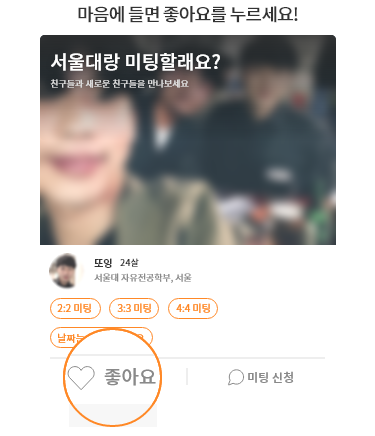 마음에 들면 좋아요를 누르세요!
서울대랑 미팅할래요?
친구들과 새로운 친구들을 만나보세요
또잉 24살
서울대 자유전공학부, 서울
2:2 미팅 3:3 미팅 4:4 미팅
날짜는
좋아요 미팅 신청